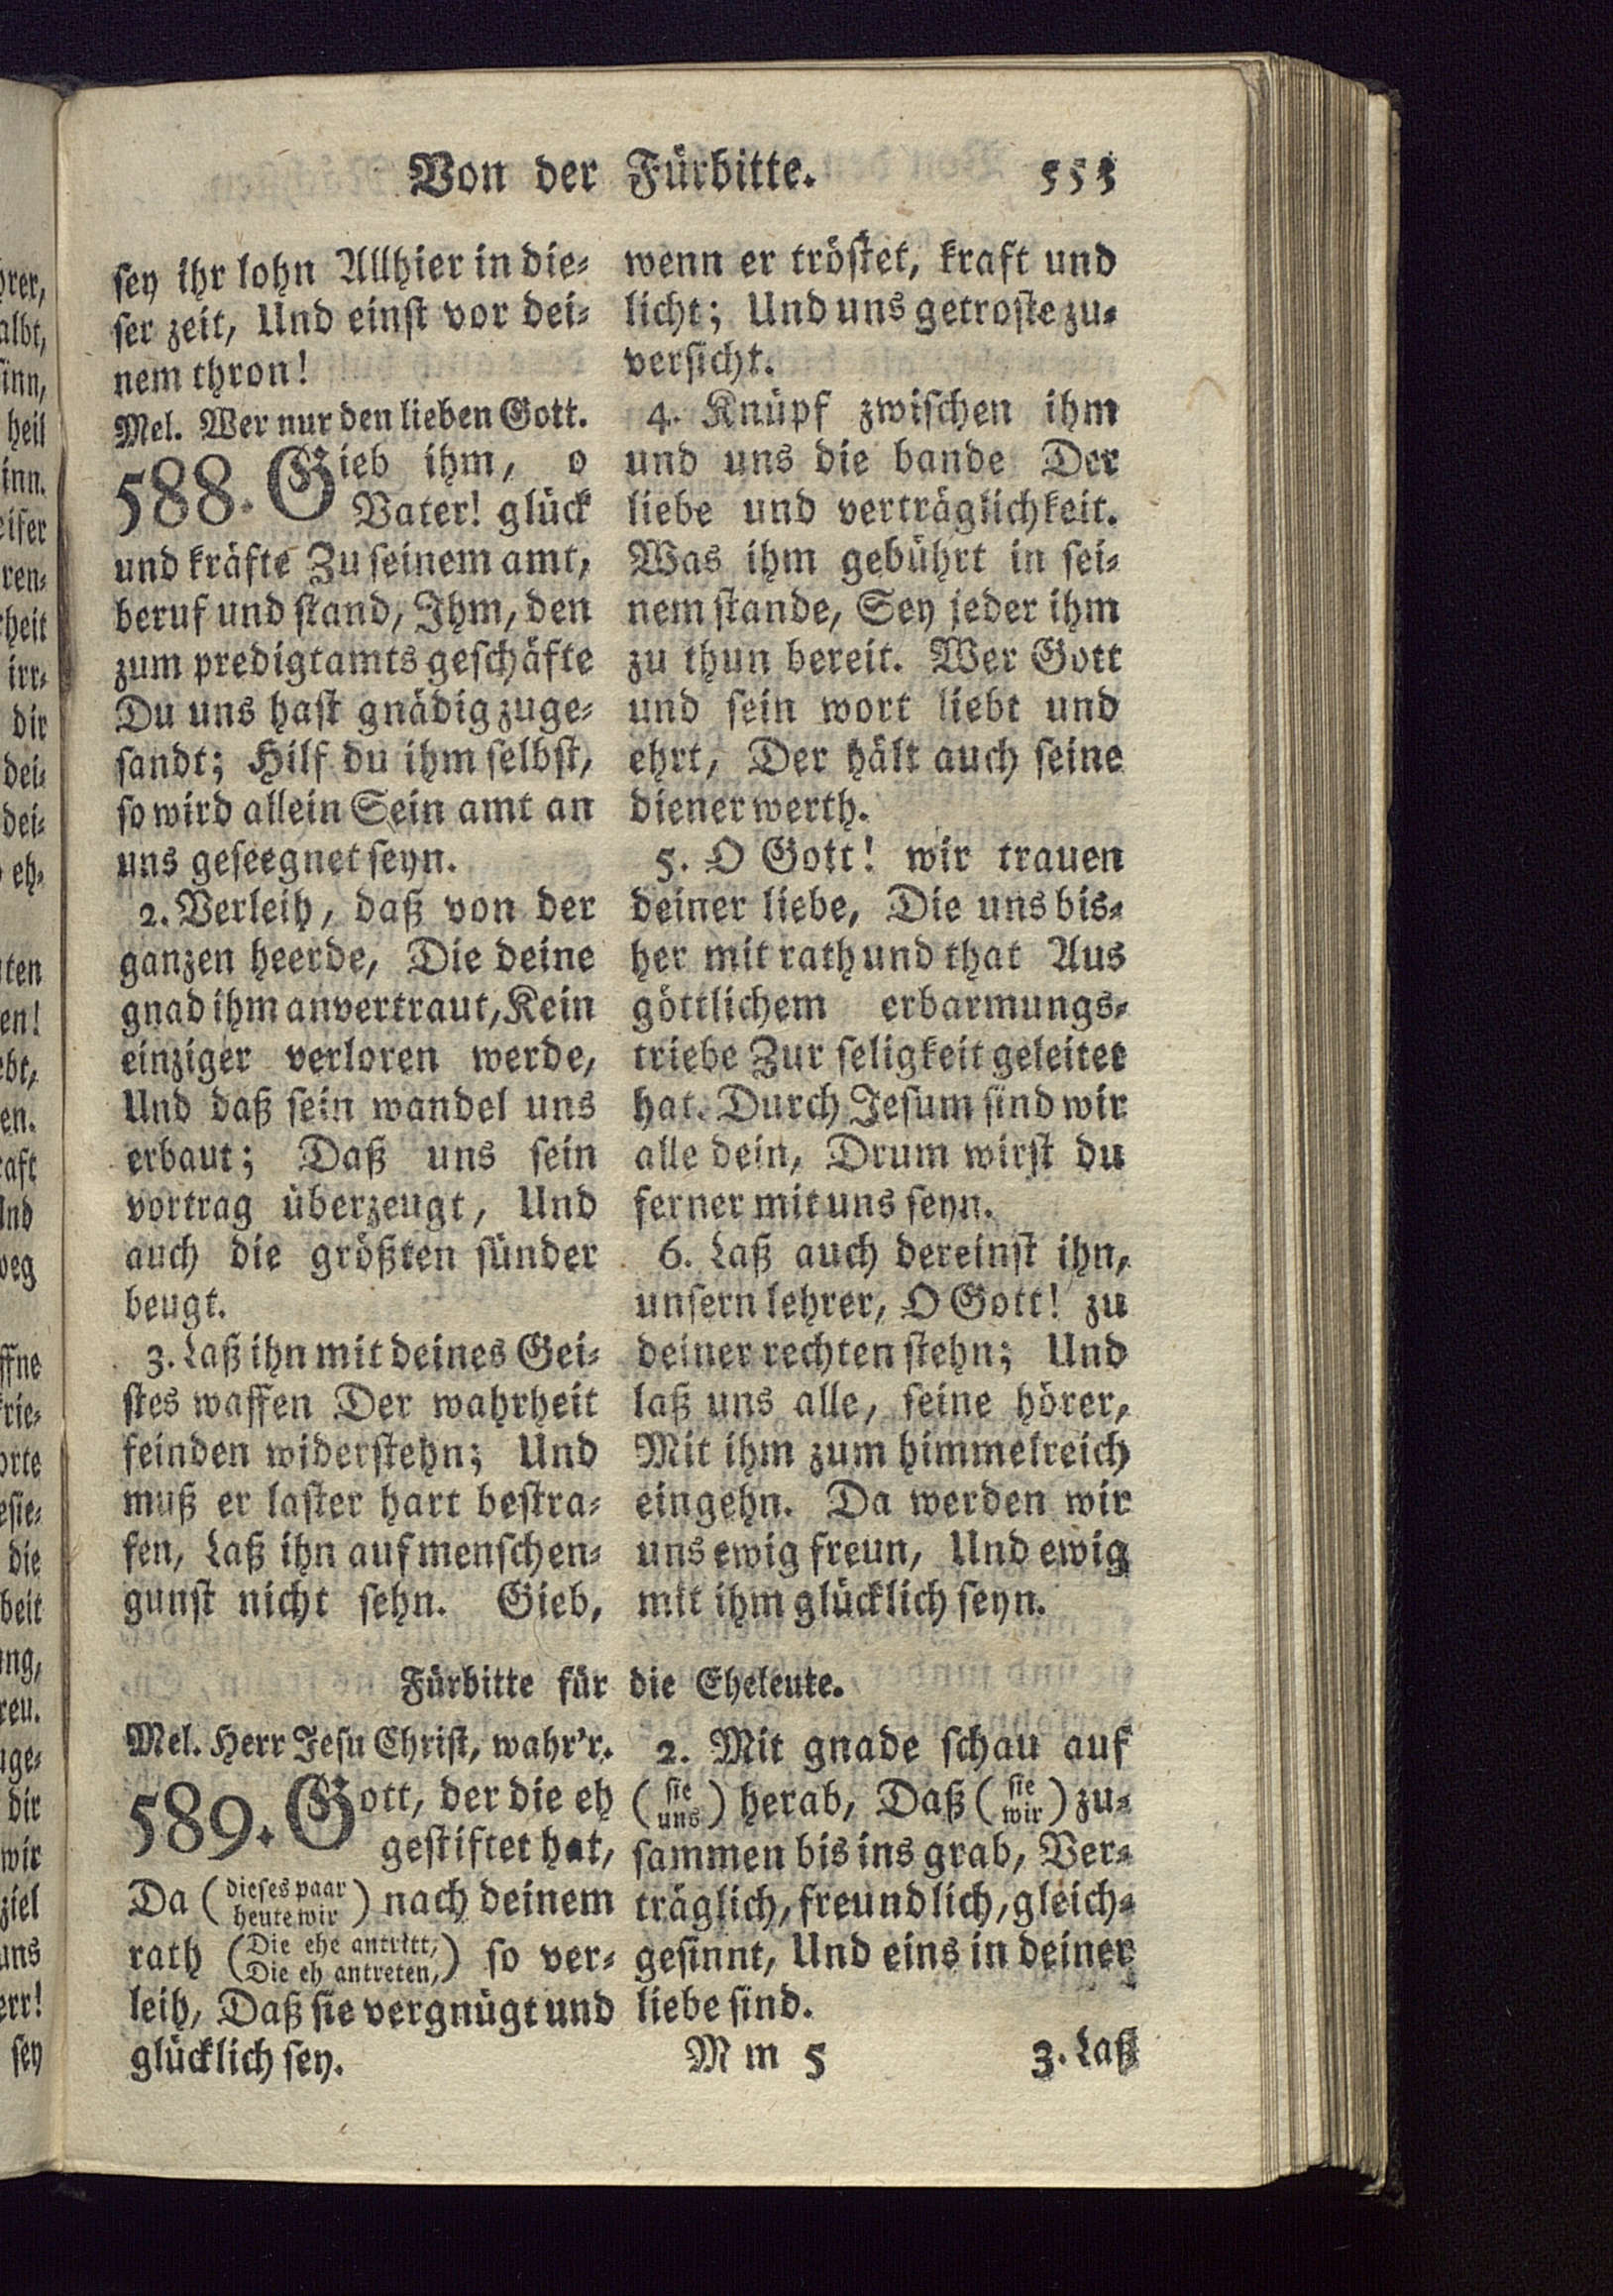 Von der Fürbitte. 555
sey ihr lohn Allhier in die-
ser zeit, Und einst vor dei-
nem thron!
Mel. Wer nur den lieben Gott.
588. Gieb ihm, o
Vater! glück
und kräfte Zu seinem amt,
beruf und stand, Ihm, den
zum predigtamtsgeschäfte
Du uns hast gnädig zuge-
sandt; Hilf du ihm selbst,
so wird allein Sein amt an
uns geseegnet seyn.
2. Verleih, daß von der
ganzen heerde, Die deine
gnad ihm anvertraut, Kein
einziger verloren werde,
Und daß sein wandel uns
erbaut; Daß uns sein
vortrag überzeugt, Und
auch die größten sünder
beugt.
3. Laß ihn mit deines Gei-
stes waffen Der wahrheit
feinden widerstehn; Und
muß er laster hart bestra-
fen, Laß ihn auf menschen-
gunst nicht sehn. Gieb,
wenn er tröstet, kraft und
licht; Und uns getroste zu-
versicht.
4. Knüpf zwischen ihm
und uns die bande Der
liebe und verträglichkeit.
Was ihm gebührt in sei-
nem stande, Sey jeder ihm
zu thun bereit. Wer Gott
und sein wort liebt und
ehrt, Der hält auch seine
diener werth.
5. O Gott! wir trauen
deiner liebe, Die uns bis-
her mit rath und that Aus
göttlichem erbarmungs-
triebe Zur seligkeit geleitet
hat. Durch Jesum sind wir
alle dein, Drum wirst du
ferner mit uns seyn.
6. Laß auch dereinst ihn,
unsern lehrer, O Gott! zu
deiner rechten stehn; Und
laß uns alle, seine hörer,
Mit ihm zum himmelreich
eingehn. Da werden wir
uns ewig freun, Und ewig
mit ihm glücklich seyn.
Fürbitte für die Eheleute.
Mel. Herr Jesu Christ, wahr'r.
589. Gott, der die eh
gestiftet hat,
Da (dieses paar
heute wir) nach deinem
rath (Die ehe antritt,
Die eh antreten,) so ver-
leih, Daß sie vergnügt und
glücklich sey.
2. Mit gnade schau auf
(sie
uns) herab, Daß (sie
wir) zu-
sammen bis ins grab, Ver-
träglich, freundlich, gleich-
gesinnt, Und eins in deiner
liebe sind.
M m 5 3. Laß